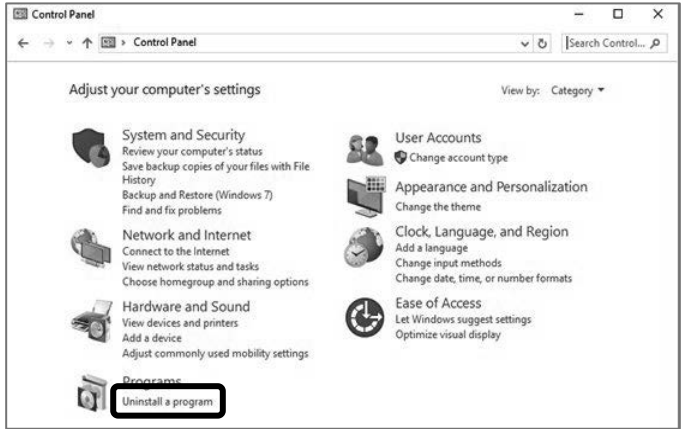 Control Panel
Control Panel
Search Control...
Adjust your computer's settings
View by: Category
System and Security
Review your computer's status
Save backup copies of your files with File
History
Backup and Restore (Windows 7)
Find and fix problems
Network and Internet
Connect to the Internet
View network status and tasks
Choose homegroup and sharing options
Hardware and Sound
View devices and printers
Add a device
Adjust commonly used mobility settings
Programs
Uninstall a program
User Accounts
Change account type
Appearance and Personalization
Change the theme
Clock, Language, and Region
Add a language
Change input methods
Change date, time, or number formats
Ease of Access
Let Windows suggest settings
Optimize visual display